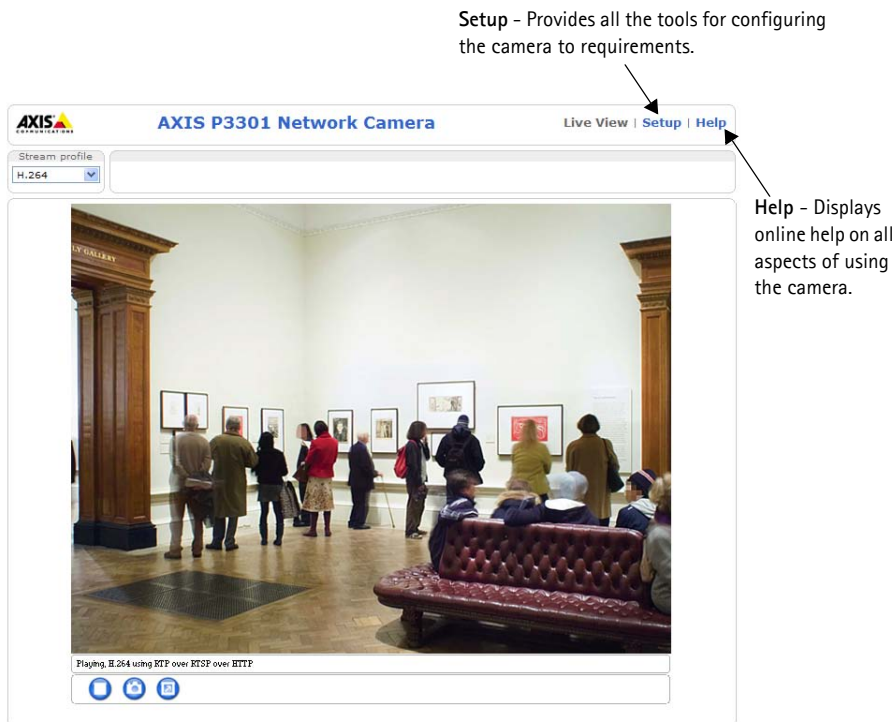 Setup - Provides all the tools for configuring
the camera to requirements.
AXIS
COMMUNICATIONS
AXIS P3301 Network Camera
Live View | Setup | Help
Stream profile
H.264
Help - Displays
online help on all
aspects of using
the camera.
LY GALLERY
Playing, H.264 using RTP over RTSP over HTTP